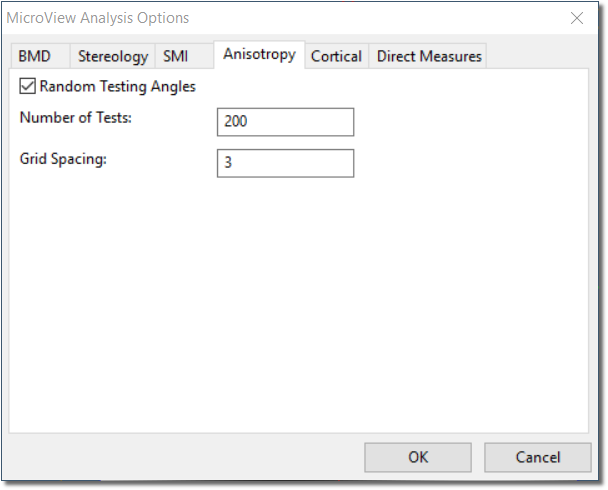 MicroView Analysis Options
BMD Stereology SMI Anisotropy Cortical Direct Measures
Random Testing Angles
Number of Tests: 200
Grid Spacing: 3
OK Cancel